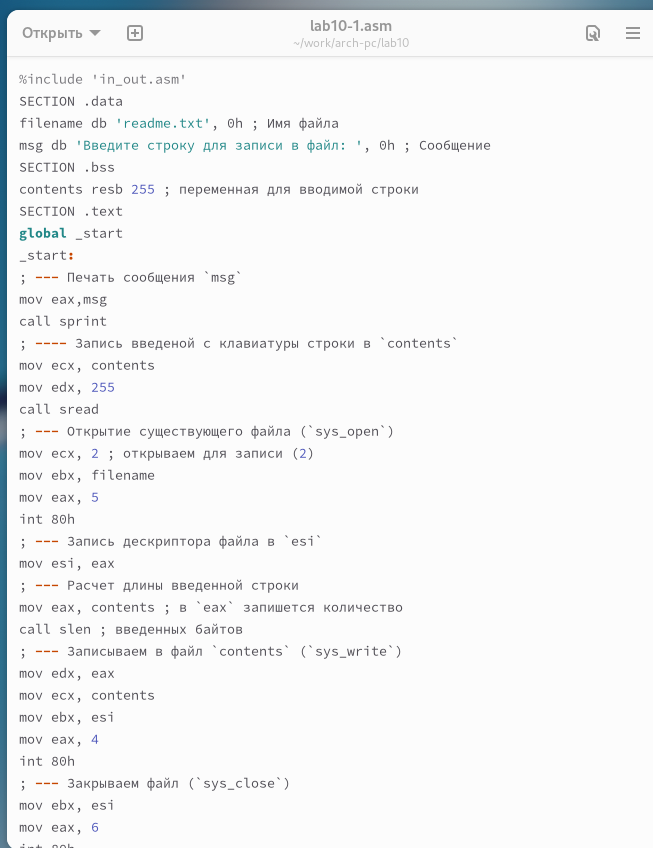 Открыть
lab10-1.asm
~/work/arch-pc/lab10
%include 'in_out.asm'
SECTION .data
filename db 'readme.txt', 0h ; Имя файла
msg db 'Введите строку для записи в файл: ', 0h ; Сообщение
SECTION .bss
contents resb 255 ; переменная для вводимой строки
SECTION .text
global _start
_start:
; --- Печать сообщения `msg`
mov eax,msg
call sprint
; ---- Запись введеной с клавиатуры строки в `contents`
mov ecx, contents
mov edx, 255
call sread
; --- Открытие существующего файла (`sys_open`)
mov ecx, 2 ; открываем для записи (2)
mov ebx, filename
mov eax, 5
int 80h
; --- Запись дескриптора файла в `esi`
mov esi, eax
; --- Расчет длины введенной строки
mov eax, contents ; в `eax` запишется количество
call slen ; введенных байтов
; --- Записываем в файл `contents` (`sys_write`)
mov edx, eax
mov ecx, contents
mov ebx, esi
mov eax, 4
int 80h
; --- Закрываем файл (`sys_close`)
mov ebx, esi
mov eax, 6
int 80h